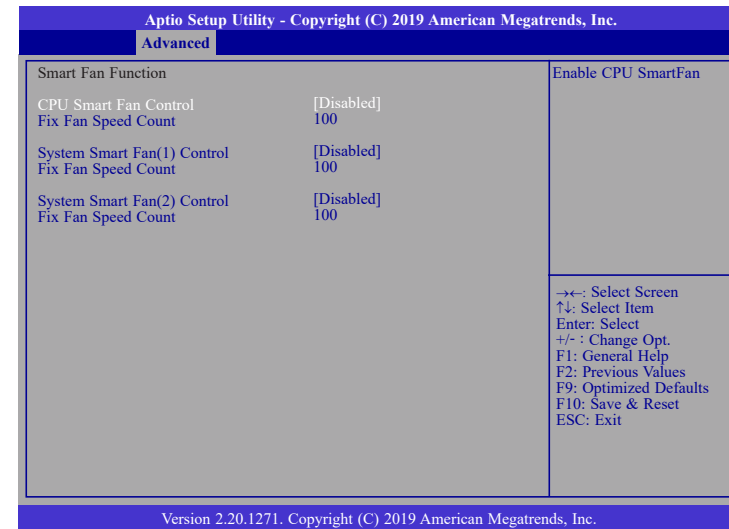 Aptio Setup Utility - Copyright (C) 2019 American Megatrends, Inc.
Advanced
Smart Fan Function
CPU Smart Fan Control [Disabled]
Fix Fan Speed Count 100
System Smart Fan(1) Control [Disabled]
Fix Fan Speed Count 100
System Smart Fan(2) Control [Disabled]
Fix Fan Speed Count 100
Enable CPU SmartFan
→←: Select Screen
↑↓: Select Item
Enter: Select
+/- : Change Opt.
F1: General Help
F2: Previous Values
F9: Optimized Defaults
F10: Save & Reset
ESC: Exit
Version 2.20.1271. Copyright (C) 2019 American Megatrends, Inc.